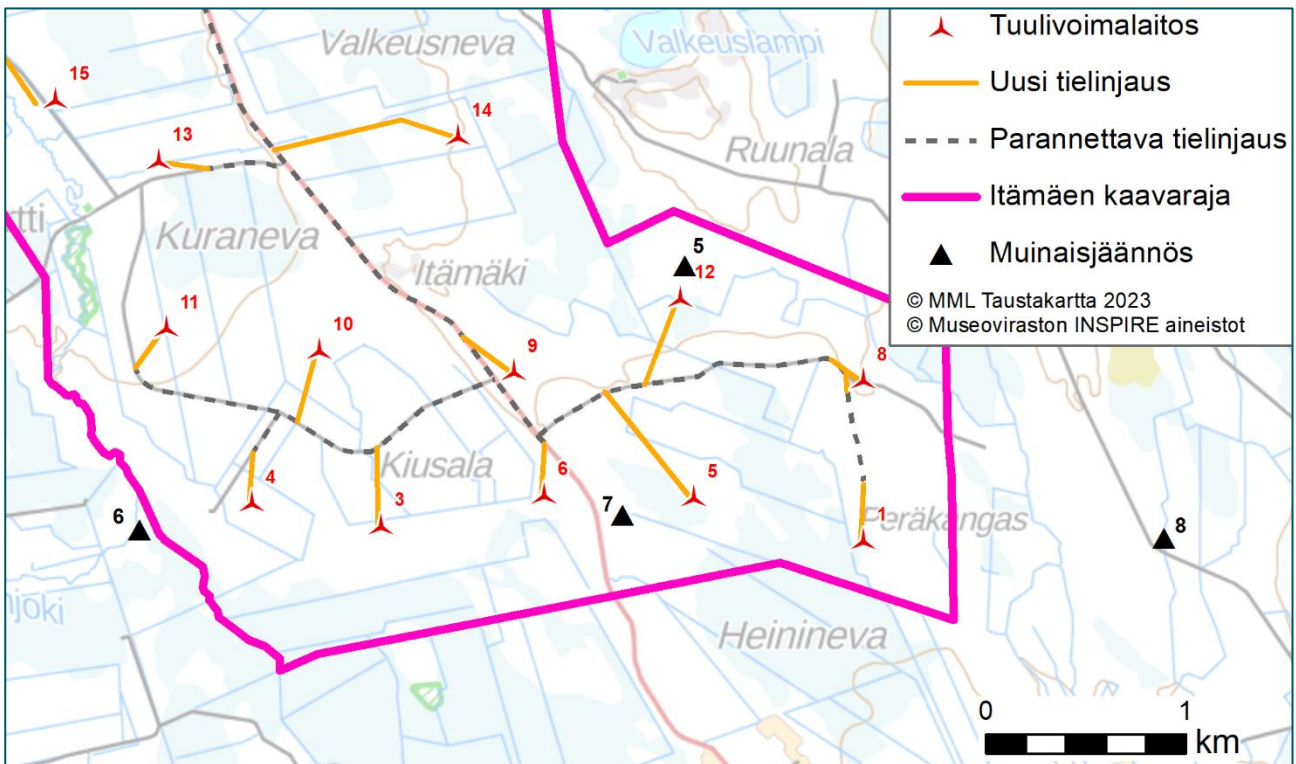 Valkeusneva
Valkeuslampi
Tuulivoimalaitos
Uusi tielinjaus
Parannettava tielinjaus
Itämäen kaavaraja
Muinaisjäännös
© MML Taustakartta 2023
© Museoviraston INSPIRE aineistot
15
14
13
Ruunala
Kuraneva
Itämäki
5
12
11
10
9
8
Kiusala
4
3
6
5
7
1
Peräkangas
6
8
Heinineva
0 1
km